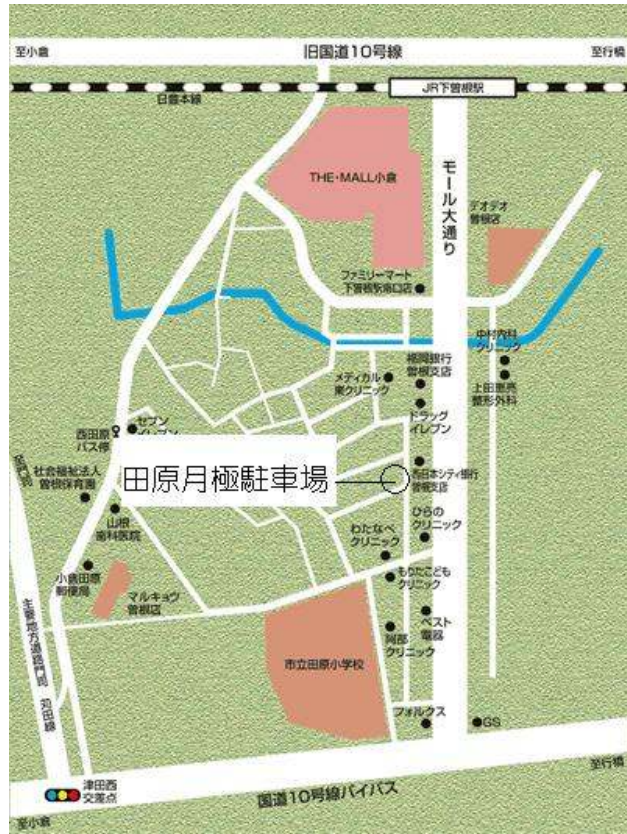 至小倉
旧国道10号線
至行橋
JR下曽根駅
日豊本線
THE・MALL小倉
モール大通り
デオデオ
曽根店
ファミリーマート
下曽根駅南口店
中村内科
クリニック
福岡銀行
曽根支店
メディカル
東クリニック
上田恵亮
整形外科
ドラッグ
イレブン
セブン
イレブン
西田原
バス停
田原月極駐車場
西日本シティ銀行
曽根支店
社会福祉法人
曽根保育園
山根
歯科医院
ひらの
クリニック
わたなべ
クリニック
小倉田原
郵便局
もりたこども
クリニック
マルキョウ
曽根店
ベスト
電器
阿部
クリニック
主要地方道路門司
苅田線
市立田原小学校
フォルクス
GS
至行橋
津田西
交差点
国道10号線バイパス
至小倉